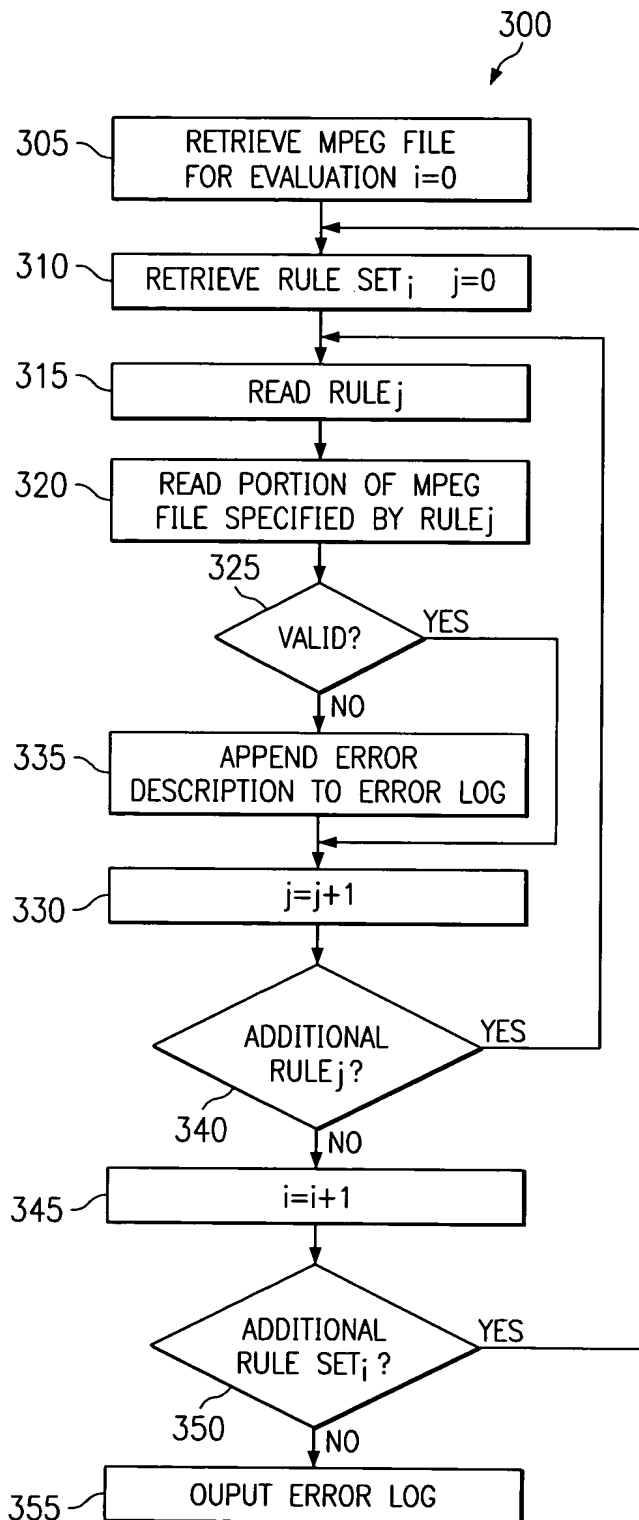 300
305
RETRIEVE MPEG FILE
FOR EVALUATION i=0
310
RETRIEVE RULE SETi j=0
315
READ RULEj
320
READ PORTION OF MPEG
FILE SPECIFIED BY RULEj
325
VALID?
YES
NO
335
APPEND ERROR
DESCRIPTION TO ERROR LOG
330
j=j+1
ADDITIONAL
RULEj?
YES
340
NO
345
i=i+1
ADDITIONAL
RULE SETi?
YES
350
NO
355
OUPUT ERROR LOG